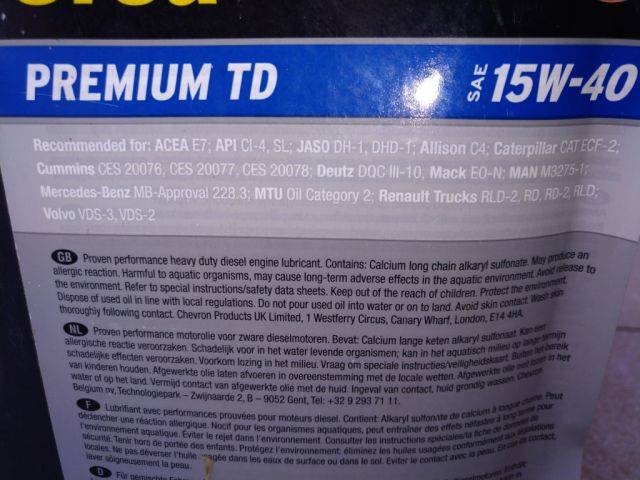 PREMIUM TD SAE 15W-40
Recommended for: ACEA E7; API CI-4, SL; JASO DH-1, DHD-1; Allison C4; Caterpillar CAT ECF-2;
Cummins CES 20076, CES 20077, CES 20078; Deutz DQC III-10, Mack EO-N; MAN M3275-1;
Mercedes-Benz MB-Approval 228.3; MTU Oil Category 2; Renault Trucks RLD-2, RD, RD-2, RLD;
Volvo VDS-3, VDS-2
GB Proven performance heavy duty diesel engine lubricant. Contains: Calcium long chain alkaryl sulfonate. May produce an
allergic reaction. Harmful to aquatic organisms, may cause long-term adverse effects in the aquatic environment. Avoid release to
the environment. Refer to special instructions/safety data sheets. Keep out of the reach of children. Protect the environment.
Dispose of used oil in line with local regulations. Do not pour used oil into water or on to land. Avoid skin contact. Wash skin
thoroughly following contact. Chevron Products UK Limited, 1 Westferry Circus, Canary Wharf, London, E14 4HA.
NL Proven performance motorolie voor zware dieselmotoren. Bevat: Calcium lange keten alkaryl sulfonaat. Kan een
allergische reactie veroorzaken. Schadelijk voor in het water levende organismen; kan in het aquatisch milieu op lange termijn
schadelijke effecten veroorzaken. Voorkom lozing in het milieu. Vraag om speciale instructies/veiligheidskaart. Buiten het bereik
van kinderen houden. Afgewerkte olie laten afvoeren in overeenstemming met de locale wetten. Afgewerkte olie niet lozen in het
water of op het land. Vermijd contact van afgewerkte olie met de huid. Ingeval van contact, huid grondig wassen. Chevron
Belgium nv, Technologiepark – Zwijnaarde 2, B – 9052 Gent, Tel: +32 9 293 71 11.
F Lubrifiant avec performances prouvées pour moteurs diesel. Contient: Alkaryl sulfonate de calcium à longue chaîne. Peut
déclencher une réaction allergique. Nocif pour les organismes aquatiques, peut entraîner des effets néfastes à long terme pour
l'environnement aquatique. Éviter le rejet dans l'environnement. Consulter les instructions spéciales/la fiche de données de
sécurité. Tenir hors de portée des enfants. Protégez l'environnement: éliminez les huiles usagées conformément aux législations
locales. Ne pas déverser l'huile usagée dans les eaux de surface ou dans le sol. Eviter le contact avec la peau. En cas de contact,
laver soigneusement la peau.
D Für gemischte